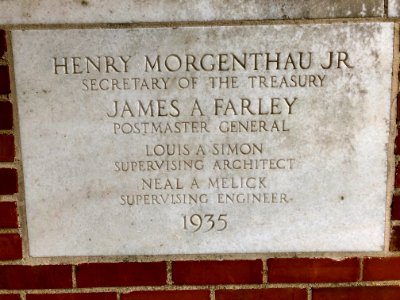 HENRY MORGENTHAU JR
SECRETARY OF THE TREASURY
JAMES A FARLEY
POSTMASTER GENERAL
LOUIS A SIMON
SUPERVISING ARCHITECT
NEAL A MELICK
SUPERVISING ENGINEER
1935